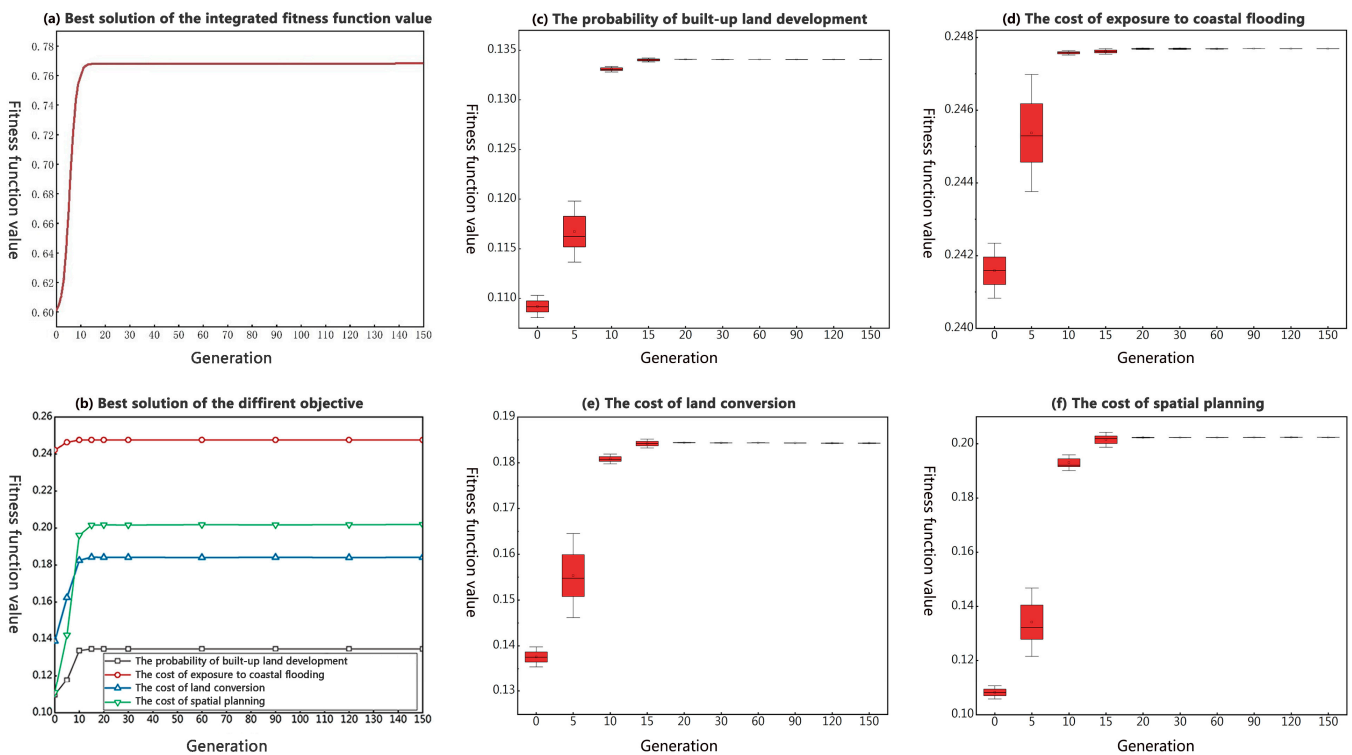 (a) Best solution of the integrated fitness function value
Fitness function value
0.78
0.76
0.74
0.72
0.70
0.68
0.66
0.64
0.62
0.60
0 10 20 30 40 50 60 70 80 90 100 110 120 130 140 150
Generation
(c) The probability of built-up land development
Fitness function value
0.135
0.130
0.125
0.120
0.115
0.110
0 5 10 15 20 30 60 90 120 150
Generation
(d) The cost of exposure to coastal flooding
Fitness function value
0.248
0.246
0.244
0.242
0.240
0 5 10 15 20 30 60 90 120 150
Generation
(b) Best solution of the diffirent objective
Fitness function value
0.26
0.24
0.22
0.20
0.18
0.16
0.14
0.12
0.10
The probability of built-up land development
The cost of exposure to coastal flooding
The cost of land conversion
The cost of spatial planning
0 10 20 30 40 50 60 70 80 90 100 110 120 130 140 150
Generation
(e) The cost of land conversion
Fitness function value
0.19
0.18
0.17
0.16
0.15
0.14
0.13
0 5 10 15 20 30 60 90 120 150
Generation
(f) The cost of spatial planning
Fitness function value
0.20
0.18
0.16
0.14
0.12
0.10
0 5 10 15 20 30 60 90 120 150
Generation